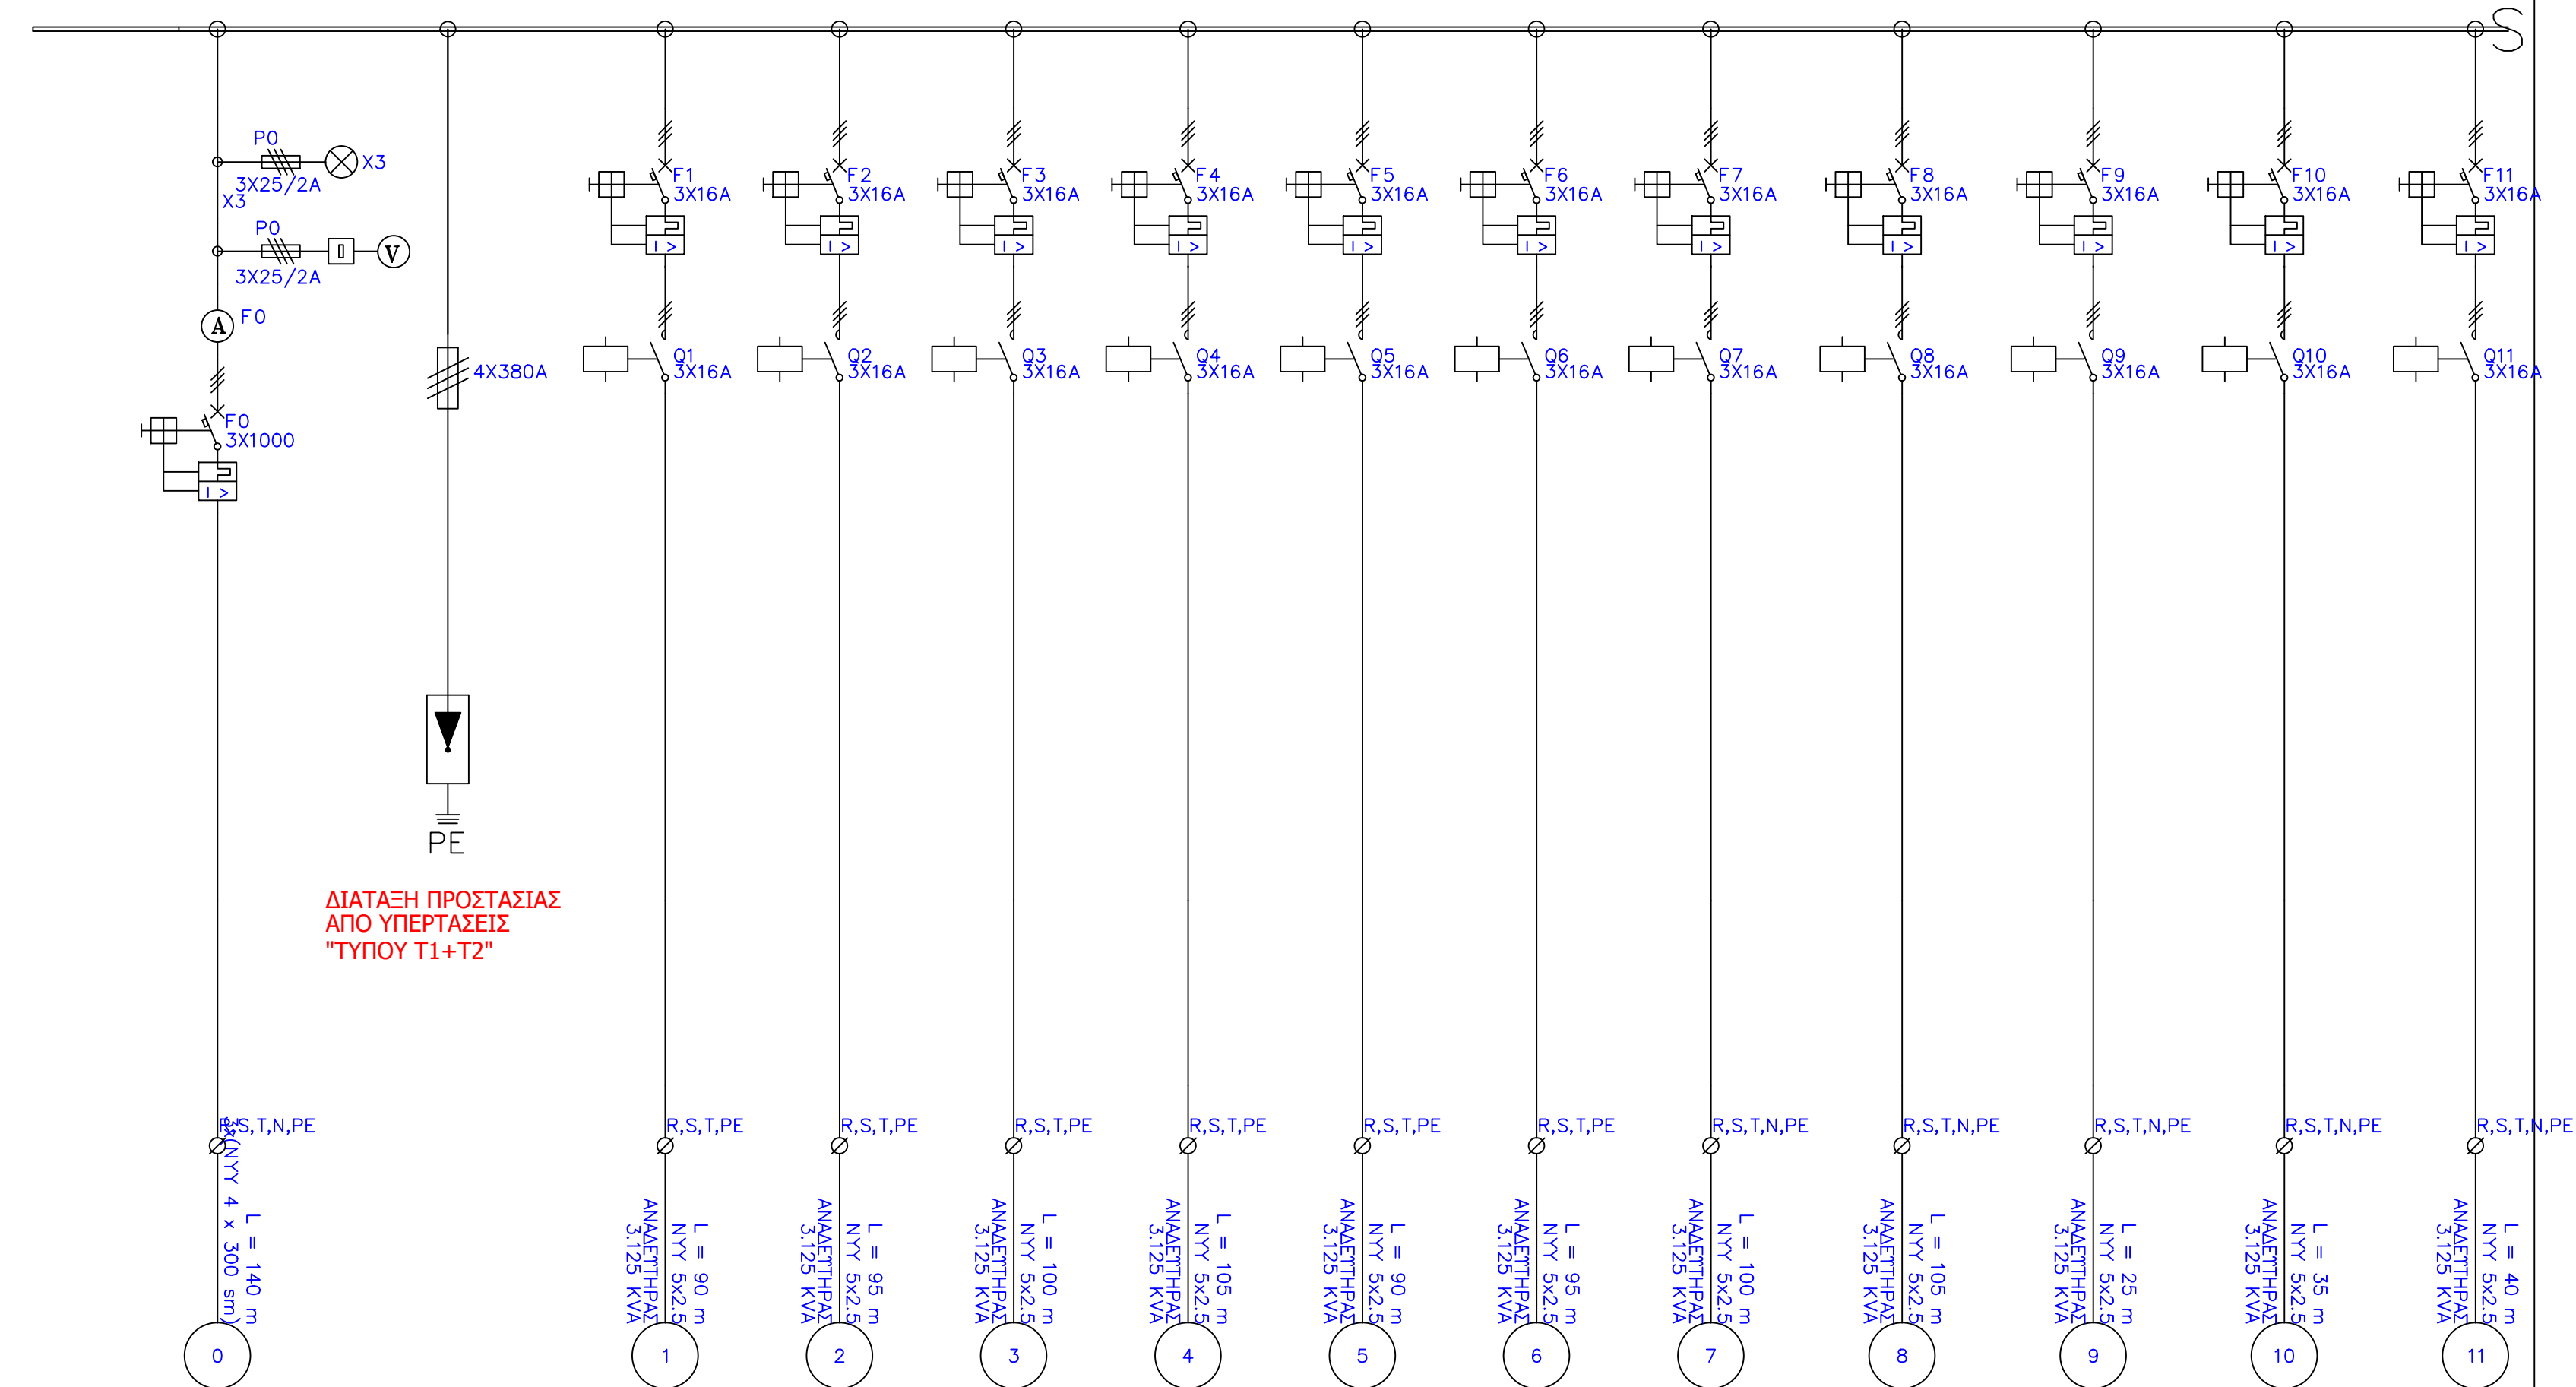 S
P0
X3
3X25/2A
X3
P0
V
3X25/2A
A F0
F0
3X1000
I >
4X380A
PE
ΔΙΑΤΑΞΗ ΠΡΟΣΤΑΣΙΑΣ
ΑΠΟ ΥΠΕΡΤΑΣΕΙΣ
"ΤΥΠΟΥ Τ1+Τ2"
R,S,T,N,PE
3x(NYY 4 x 300 sm)
L = 140 m
0
F1
3X16A
I >
Q1
3X16A
R,S,T,PE
L = 90 m
NYY 5x2.5
ΑΝΑΔΕΥΤΗΡΑΣ
3.125 KVA
1
F2
3X16A
I >
Q2
3X16A
R,S,T,PE
L = 95 m
NYY 5x2.5
ΑΝΑΔΕΥΤΗΡΑΣ
3.125 KVA
2
F3
3X16A
I >
Q3
3X16A
R,S,T,PE
L = 100 m
NYY 5x2.5
ΑΝΑΔΕΥΤΗΡΑΣ
3.125 KVA
3
F4
3X16A
I >
Q4
3X16A
R,S,T,PE
L = 105 m
NYY 5x2.5
ΑΝΑΔΕΥΤΗΡΑΣ
3.125 KVA
4
F5
3X16A
I >
Q5
3X16A
R,S,T,PE
L = 90 m
NYY 5x2.5
ΑΝΑΔΕΥΤΗΡΑΣ
3.125 KVA
5
F6
3X16A
I >
Q6
3X16A
R,S,T,PE
L = 95 m
NYY 5x2.5
ΑΝΑΔΕΥΤΗΡΑΣ
3.125 KVA
6
F7
3X16A
I >
Q7
3X16A
R,S,T,N,PE
L = 100 m
NYY 5x2.5
ΑΝΑΔΕΥΤΗΡΑΣ
3.125 KVA
7
F8
3X16A
I >
Q8
3X16A
R,S,T,N,PE
L = 105 m
NYY 5x2.5
ΑΝΑΔΕΥΤΗΡΑΣ
3.125 KVA
8
F9
3X16A
I >
Q9
3X16A
R,S,T,N,PE
L = 25 m
NYY 5x2.5
ΑΝΑΔΕΥΤΗΡΑΣ
3.125 KVA
9
F10
3X16A
I >
Q10
3X16A
R,S,T,N,PE
L = 35 m
NYY 5x2.5
ΑΝΑΔΕΥΤΗΡΑΣ
3.125 KVA
10
F11
3X16A
I >
Q11
3X16A
R,S,T,N,PE
L = 40 m
NYY 5x2.5
ΑΝΑΔΕΥΤΗΡΑΣ
3.125 KVA
11